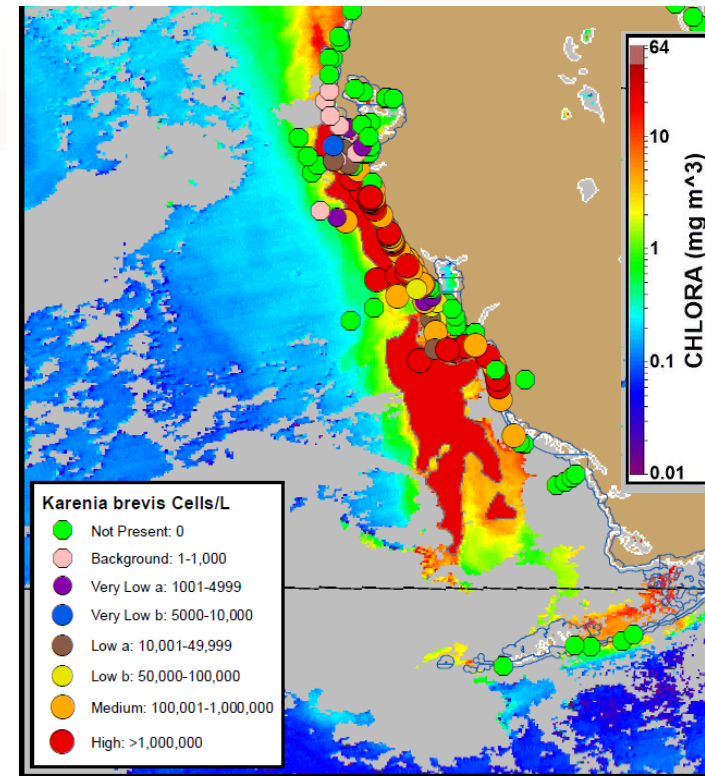 64
10
1
0.1
0.01
CHLORA (mg m^3)
Karenia brevis Cells/L
Not Present: 0
Background: 1-1,000
Very Low a: 1001-4999
Very Low b: 5000-10,000
Low a: 10,001-49,999
Low b: 50,000-100,000
Medium: 100,001-1,000,000
High: >1,000,000